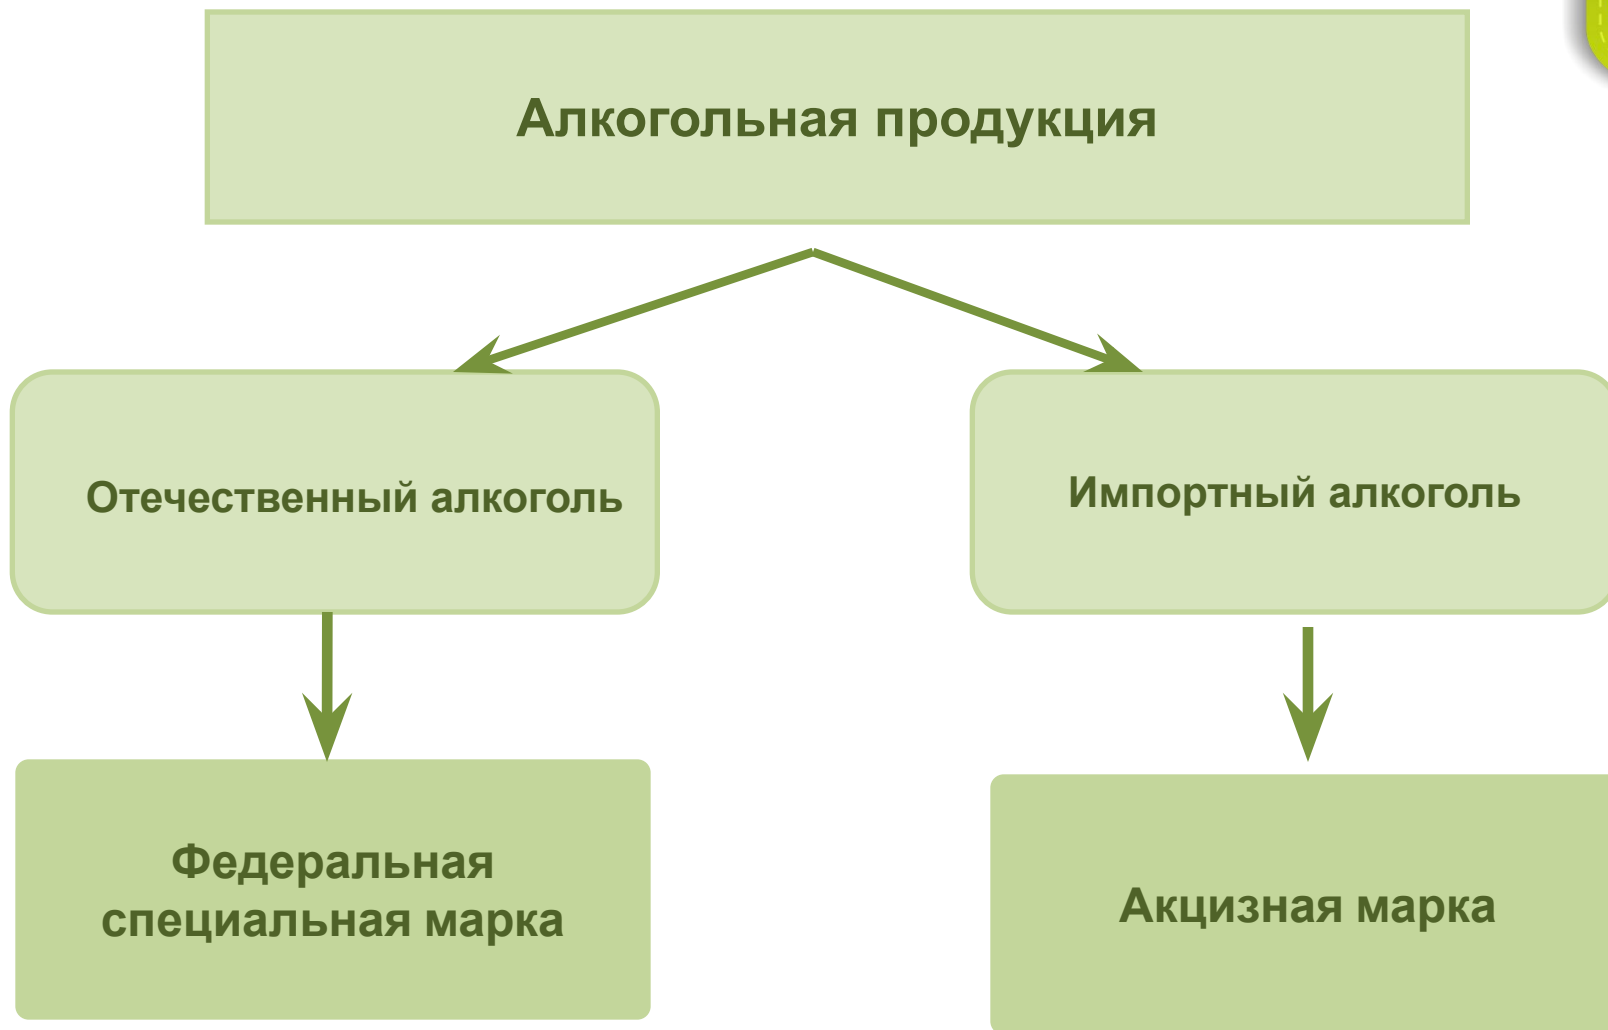 Алкогольная продукция
Отечественный алкоголь
Импортный алкоголь
Федеральная
специальная марка
Акцизная марка